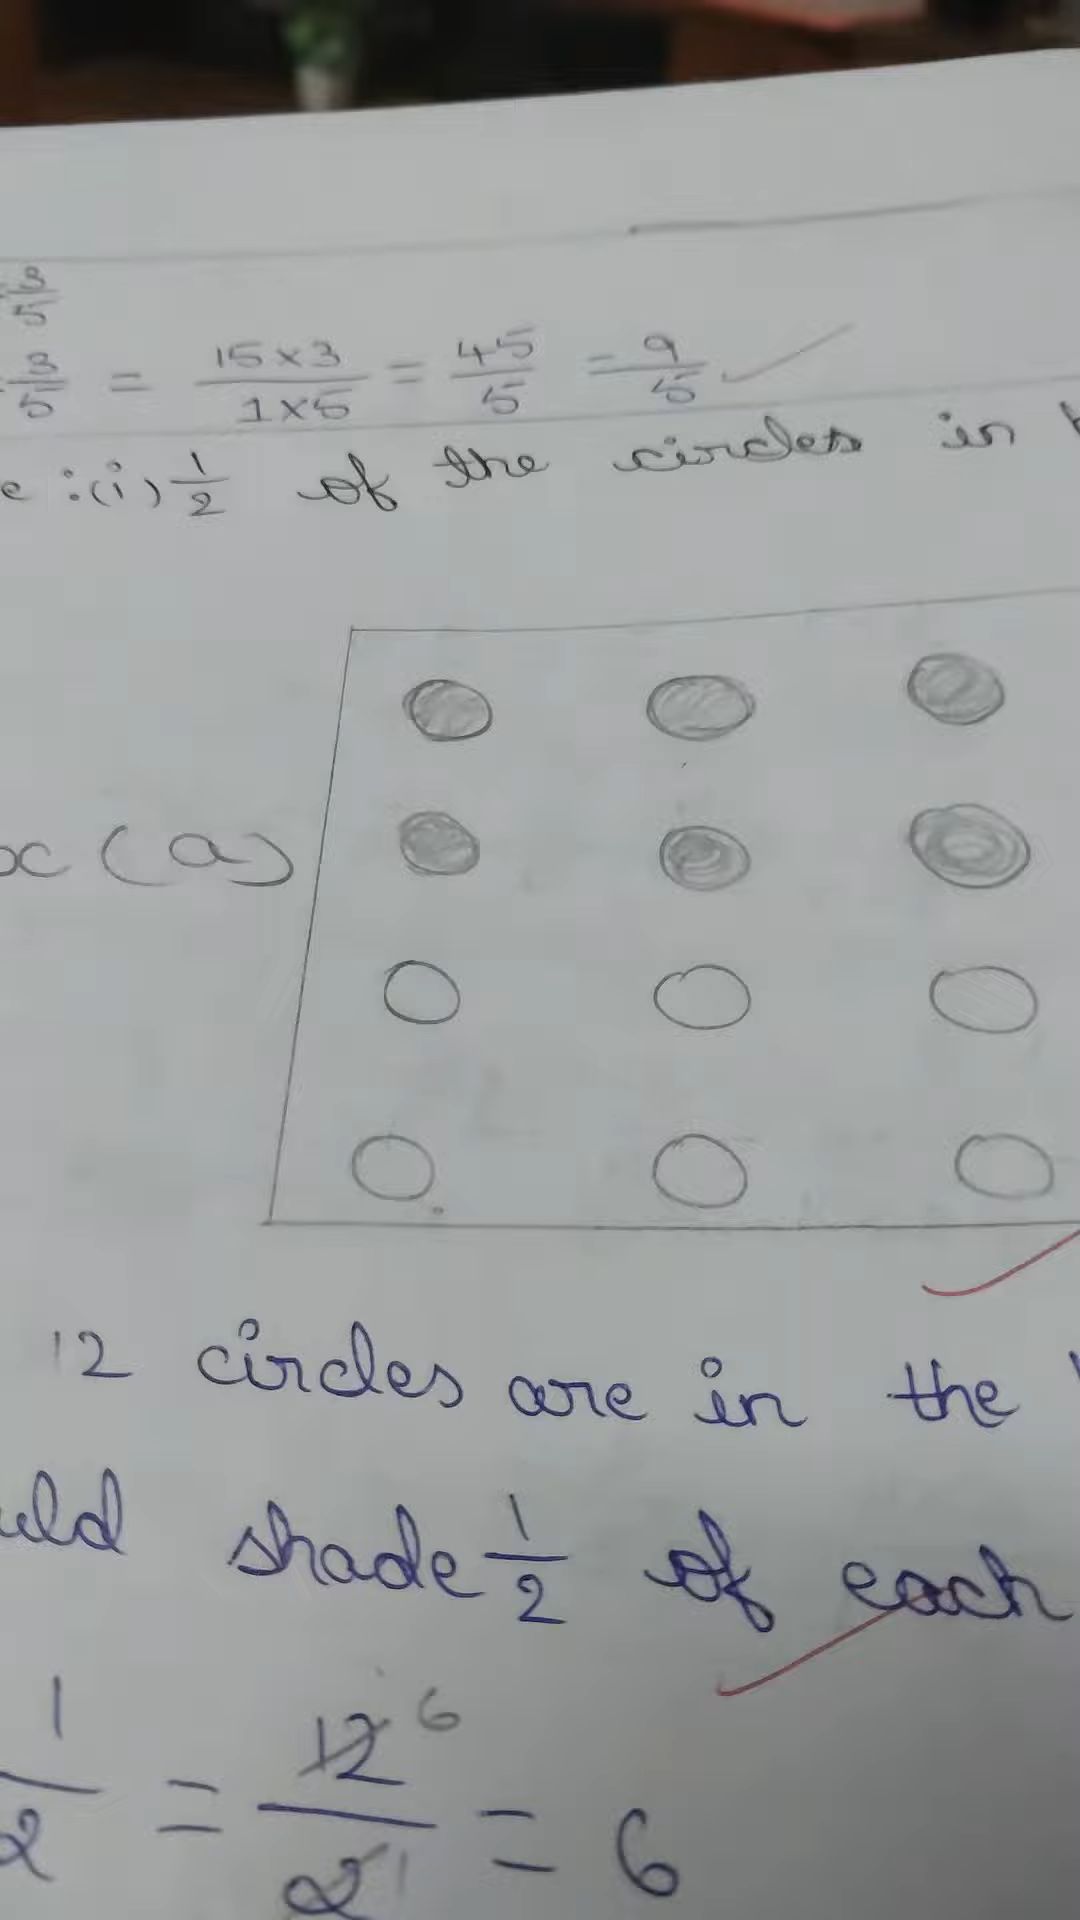 3/5
3/5 = 15×3/1×5 = 45/5 = 9/5
e :(i) 1/2 of the circles in
x (a)
12 circles are in the
uld shade 1/2 of each
1/2 = 12/2 6 1 = 6